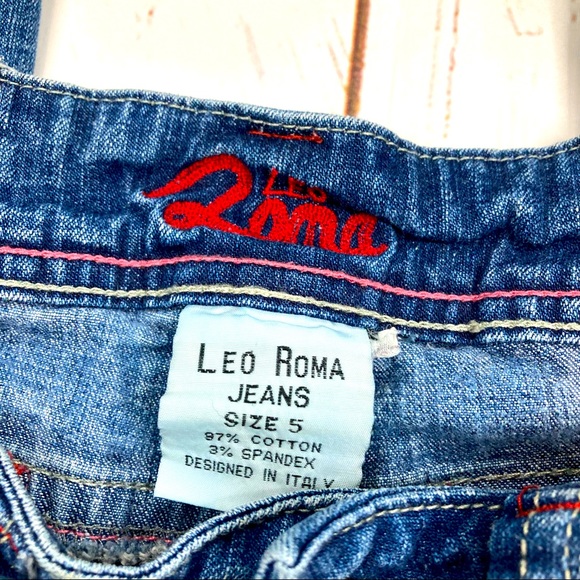 LEO
Roma
LEO ROMA
JEANS
SIZE 5
97% COTTON
3% SPANDEX
DESIGNED IN ITALY